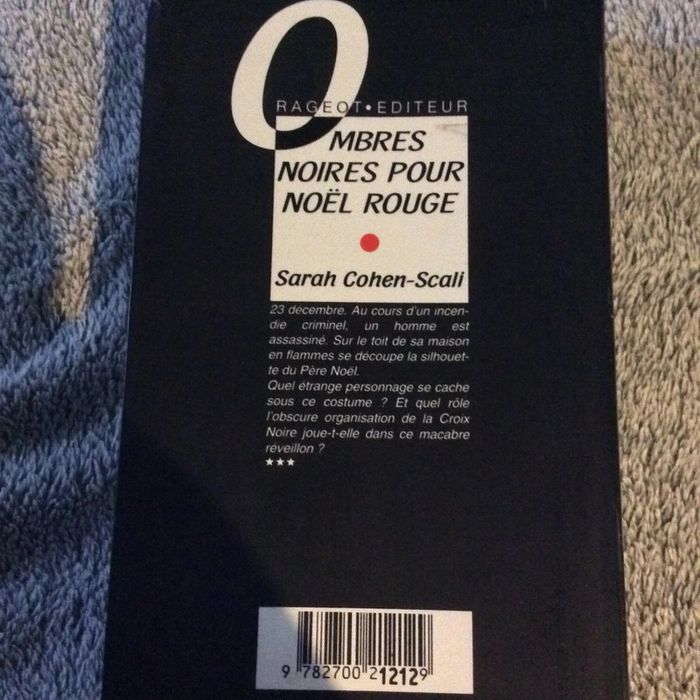 RAGEOT•EDITEUR
OMBRES
NOIRES POUR
NOËL ROUGE
Sarah Cohen-Scali
23 décembre. Au cours d'un incen-
die criminel, un homme est
assassiné. Sur le toit de sa maison
en flammes se découpe la silhouet-
te du Père Noël.
Quel étrange personnage se cache
sous ce costume ? Et quel rôle
l'obscure organisation de la Croix
Noire joue-t-elle dans ce macabre
réveillon ?
★★★
9 782700 212129